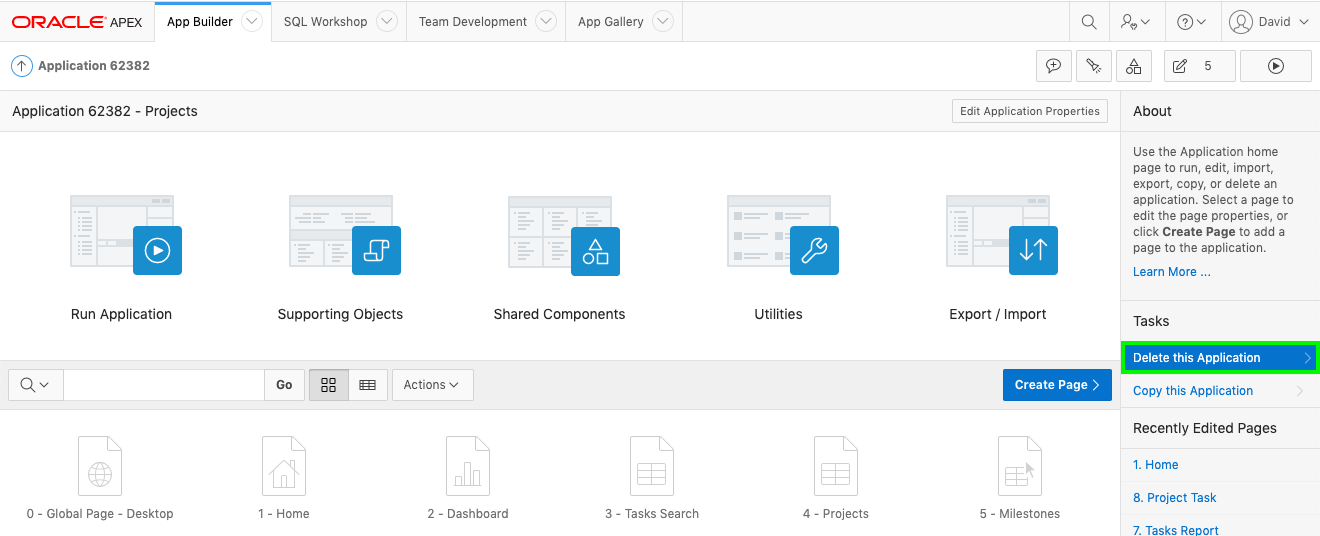 ORACLE APEX
App Builder
SQL Workshop
Team Development
App Gallery
David
Application 62382
5
Application 62382 - Projects
Edit Application Properties
Run Application
Supporting Objects
Shared Components
Utilities
Export / Import
Go
Actions
Create Page
0 - Global Page - Desktop
1 - Home
2 - Dashboard
3 - Tasks Search
4 - Projects
5 - Milestones
About
Use the Application home
page to run, edit, import,
export, copy, or delete an
application. Select a page to
edit the page properties, or
click Create Page to add a
page to the application.
Learn More ...
Tasks
Delete this Application
Copy this Application
Recently Edited Pages
1. Home
8. Project Task
7. Tasks Report